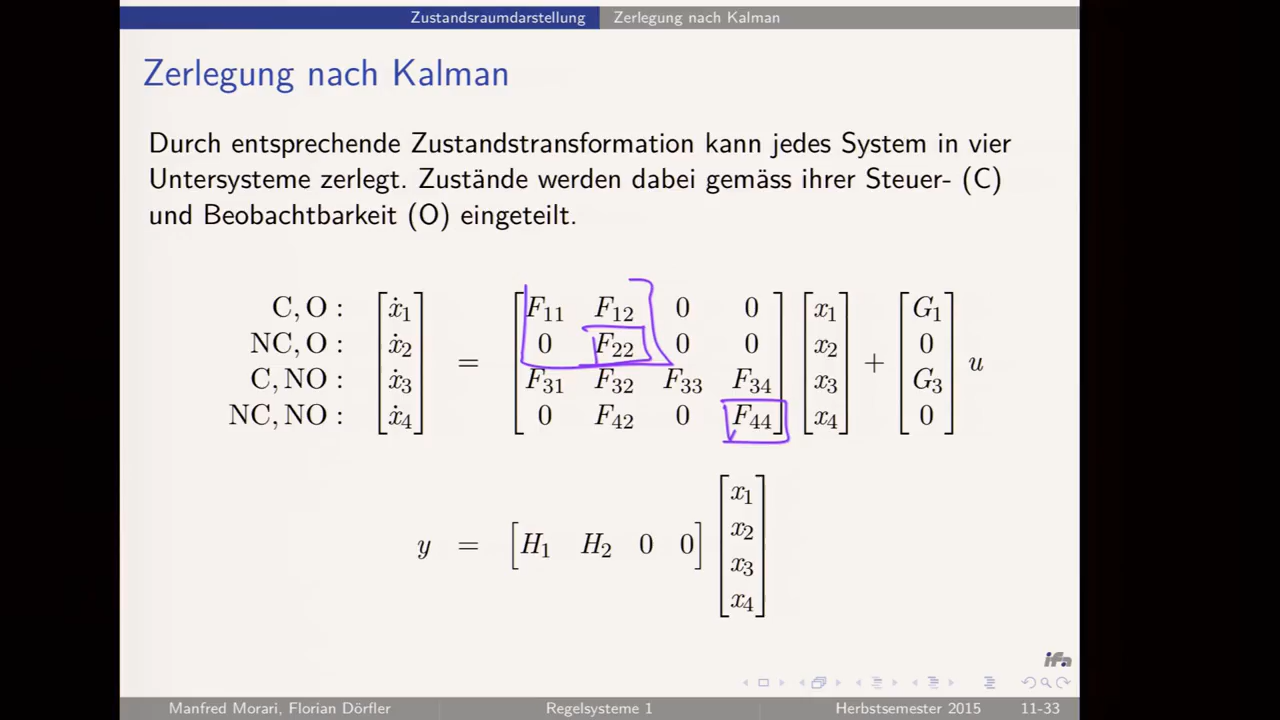 Zustandsraumdarstellung Zerlegung nach Kalman
Zerlegung nach Kalman
Durch entsprechende Zustandstransformation kann jedes System in vier
Untersysteme zerlegt. Zustände werden dabei gemäss ihrer Steuer- (C)
und Beobachtbarkeit (O) eingeteilt.
C, O : ẋ1 F11 F12 0 0 x1 G1
NC, O : ẋ2 0 F22 0 0 x2 0
= + u
C, NO : ẋ3 F31 F32 F33 F34 x3 G3
NC, NO : ẋ4 0 F42 0 F44 x4 0
x1
x2
y = [H1 H2 0 0]
x3
x4
ifa
Manfred Morari, Florian Dörfler Regelsysteme 1 Herbstsemester 2015 11-33